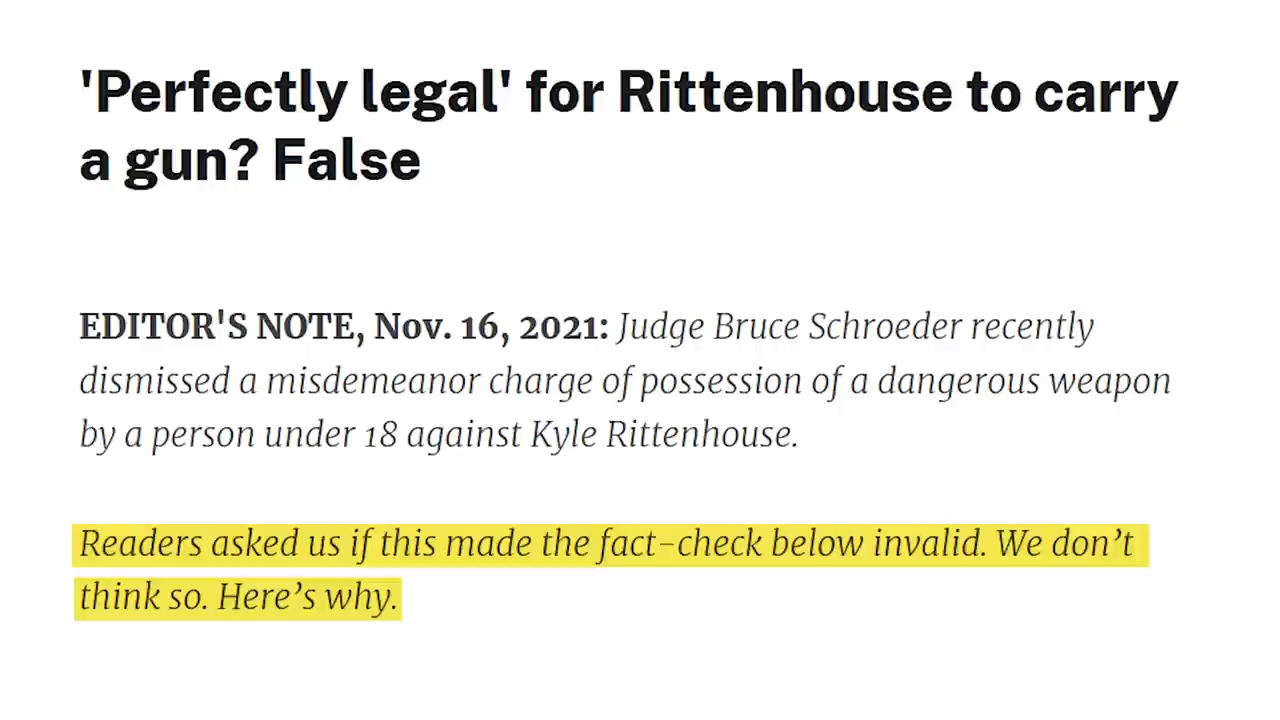 'Perfectly legal' for Rittenhouse to carry
a gun? False
EDITOR'S NOTE, Nov. 16, 2021: Judge Bruce Schroeder recently
dismissed a misdemeanor charge of possession of a dangerous weapon
by a person under 18 against Kyle Rittenhouse.
Readers asked us if this made the fact-check below invalid. We don’t
think so. Here’s why.